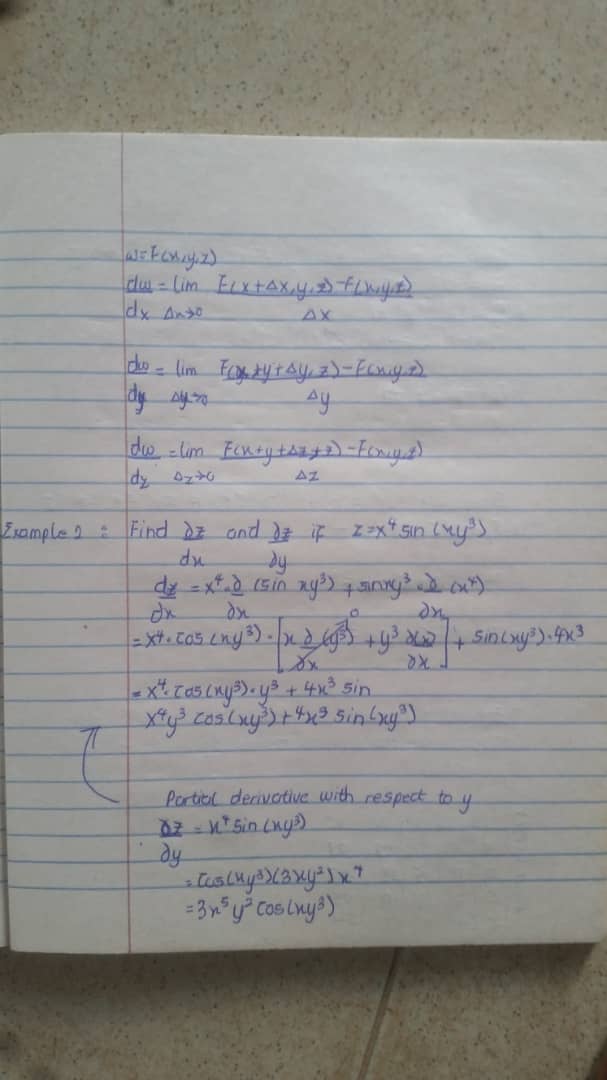 w=F(x,y,z)
dw = lim F(x+Δx,y,z)-F(x,y,z)
dx Δx→0 Δx
dw = lim F(x,y+Δy,z)-F(x,y,z)
dy Δy→0 Δy
dw = lim F(x+y+Δz+z)-F(x,y,z)
dz Δz→0 Δz
Example 2: Find ∂z and ∂z if z=x⁴ sin(xy³)
dx ∂y
dz = x⁴·∂ (sin xy³) + sin xy³·∂ (x⁴)
dx ∂x ∂x
= x⁴·cos(xy³)·[x ∂(y³) 0 + y³ ∂(x)] + sin(xy³)·4x³
∂x ∂x
= x⁴·cos(xy³)·y³ + 4x³ sin
x⁴y³ cos(xy³)+4x³ sin(xy³)
Partial derivative with respect to y
∂z = x⁴ sin(xy³)
∂y
= cos(xy³)(3xy²)x⁴
=3x⁵y² cos(xy³)